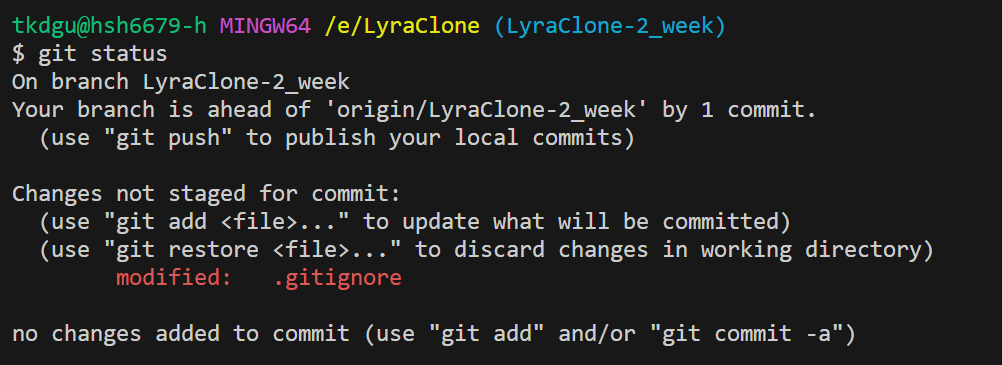 tkdgu@hsh6679-h MINGW64 /e/LyraClone (LyraClone-2_week)
$ git status
On branch LyraClone-2_week
Your branch is ahead of 'origin/LyraClone-2_week' by 1 commit.
  (use "git push" to publish your local commits)

Changes not staged for commit:
  (use "git add <file>..." to update what will be committed)
  (use "git restore <file>..." to discard changes in working directory)
        modified:   .gitignore

no changes added to commit (use "git add" and/or "git commit -a")